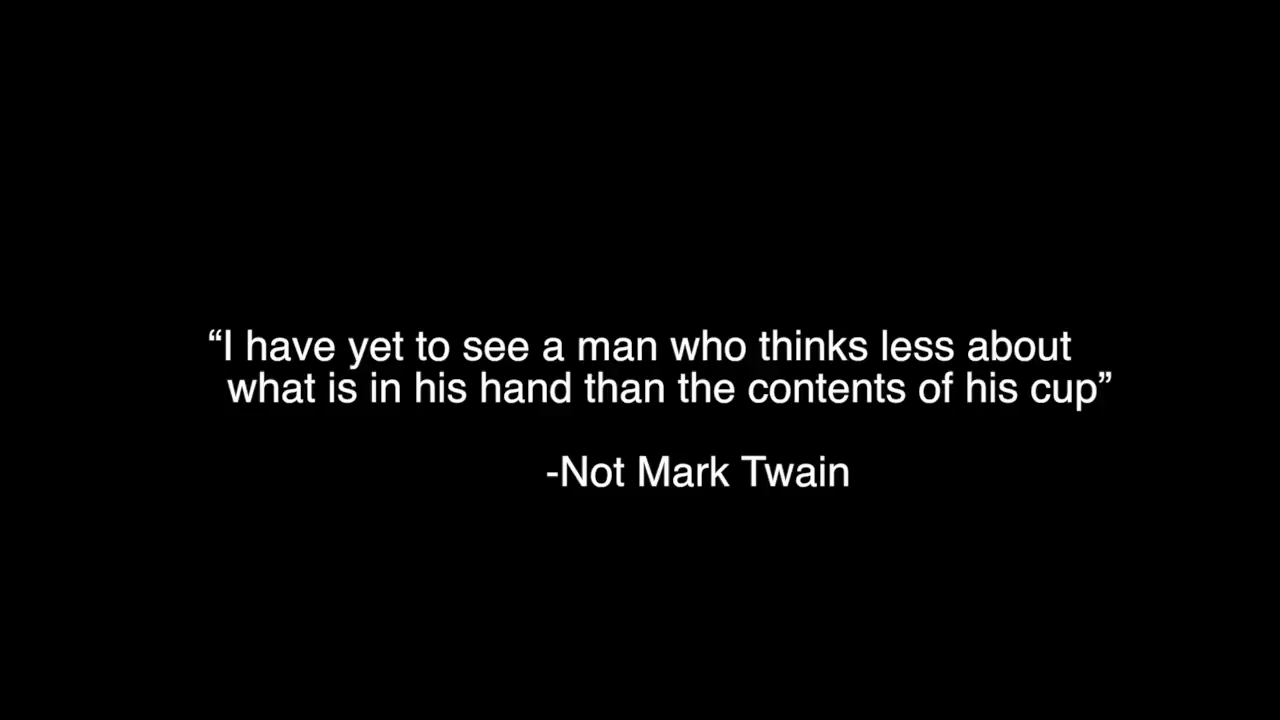 “I have yet to see a man who thinks less about
what is in his hand than the contents of his cup”
-Not Mark Twain